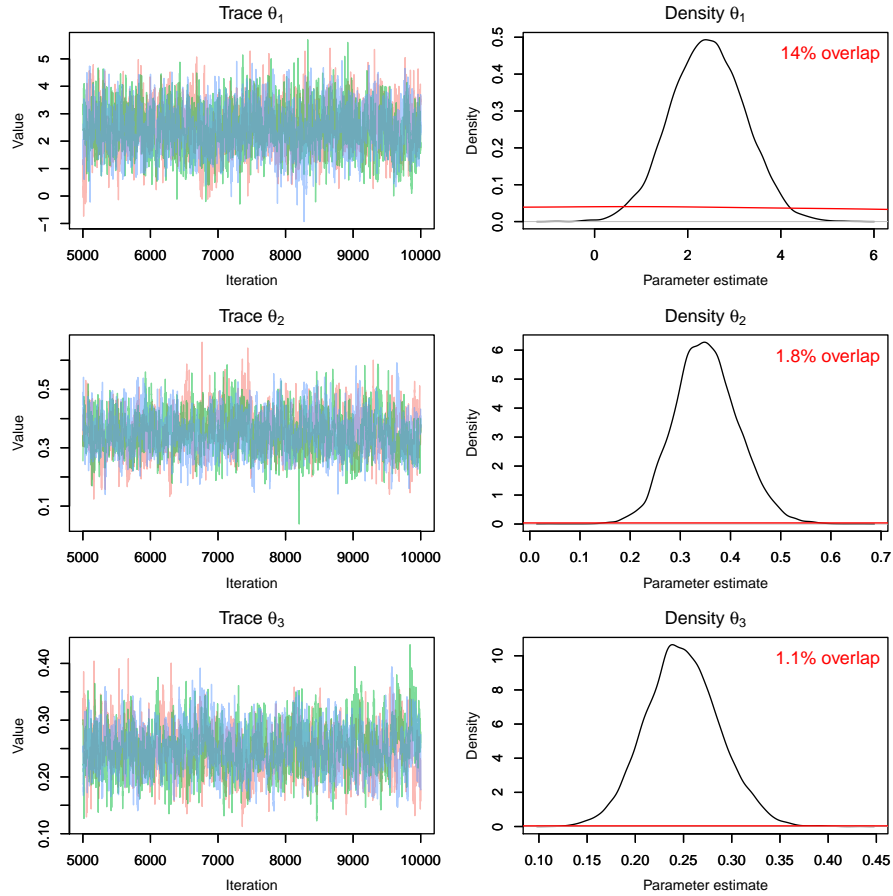 Trace θ1
Value
−1 0 1 2 3 4 5
5000 6000 7000 8000 9000 10000
Iteration
Density θ1
14% overlap
Density
0.0 0.1 0.2 0.3 0.4 0.5
0 2 4 6
Parameter estimate
Trace θ2
Value
0.1 0.3 0.5
5000 6000 7000 8000 9000 10000
Iteration
Density θ2
1.8% overlap
Density
0 1 2 3 4 5 6
0.0 0.1 0.2 0.3 0.4 0.5 0.6 0.7
Parameter estimate
Trace θ3
Value
0.10 0.20 0.30 0.40
5000 6000 7000 8000 9000 10000
Iteration
Density θ3
1.1% overlap
Density
0 2 4 6 8 10
0.10 0.15 0.20 0.25 0.30 0.35 0.40 0.45
Parameter estimate